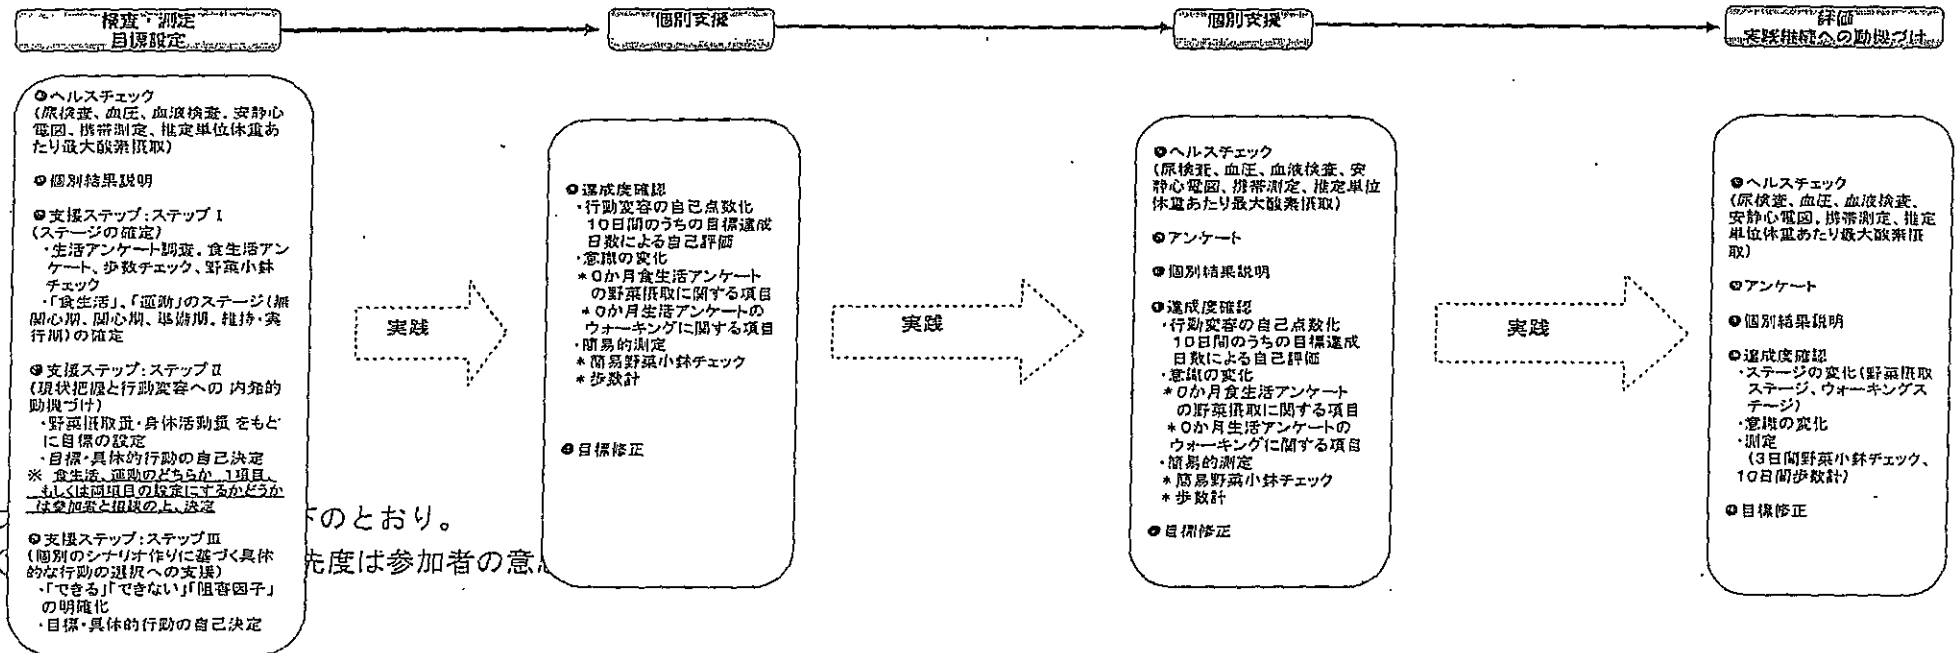 検査・測定
目標設定
個別支援
個別支援
評価
実践継続への動機づけ
●ヘルスチェック
(尿検査、血圧、血液検査、安静心
電図、携帯測定、推定単位体重あ
たり最大酸素摂取)
●個別結果説明
●支援ステップ:ステップⅠ
(ステージの確定)
・生活アンケート調査、食生活アン
ケート、歩数チェック、野菜小鉢
チェック
・「食生活」、「運動」のステージ(無
関心期、関心期、準備期、維持・実
行期)の確定
●支援ステップ:ステップⅡ
(現状把握と行動変容への 内発的
動機づけ)
・野菜摂取量・身体活動量 をもと
に目標の設定
・目標・具体的行動の自己決定
※ 食生活、運動のどちらか 1項目、
もしくは両項目の設定にするかどうか
は参加者と相談の上、決定
●支援ステップ:ステップⅢ
(個別のシナリオ作りに基づく具体
的な行動の選択への支援)
・「できる」「できない」「阻害因子」
の明確化
・目標・具体的行動の自己決定
のとおり。
先度は参加者の意
実践
●達成度確認
・行動変容の自己点数化
10日間のうちの目標達成
日数による自己評価
・意識の変化
*0か月食生活アンケート
の野菜摂取に関する項目
*0か月生活アンケートの
ウォーキングに関する項目
・簡易的測定
*簡易野菜小鉢チェック
*歩数計
●目標修正
実践
●ヘルスチェック
(尿検査、血圧、血液検査、安
静心電図、携帯測定、推定単位
体重あたり最大酸素摂取)
●アンケート
●個別結果説明
●達成度確認
・行動変容の自己点数化
10日間のうちの目標達成
日数による自己評価
・意識の変化
*0か月食生活アンケート
の野菜摂取に関する項目
*0か月生活アンケートの
ウォーキングに関する項目
・簡易的測定
*簡易野菜小鉢チェック
*歩数計
●目標修正
実践
●ヘルスチェック
(尿検査、血圧、血液検査、
安静心電図、携帯測定、推定
単位体重あたり最大酸素摂
取)
●アンケート
●個別結果説明
●達成度確認
・ステージの変化(野菜摂取
ステージ、ウォーキングス
テージ)
・意識の変化
・測定
(3日間野菜小鉢チェック、
10日間歩数計)
●目標修正